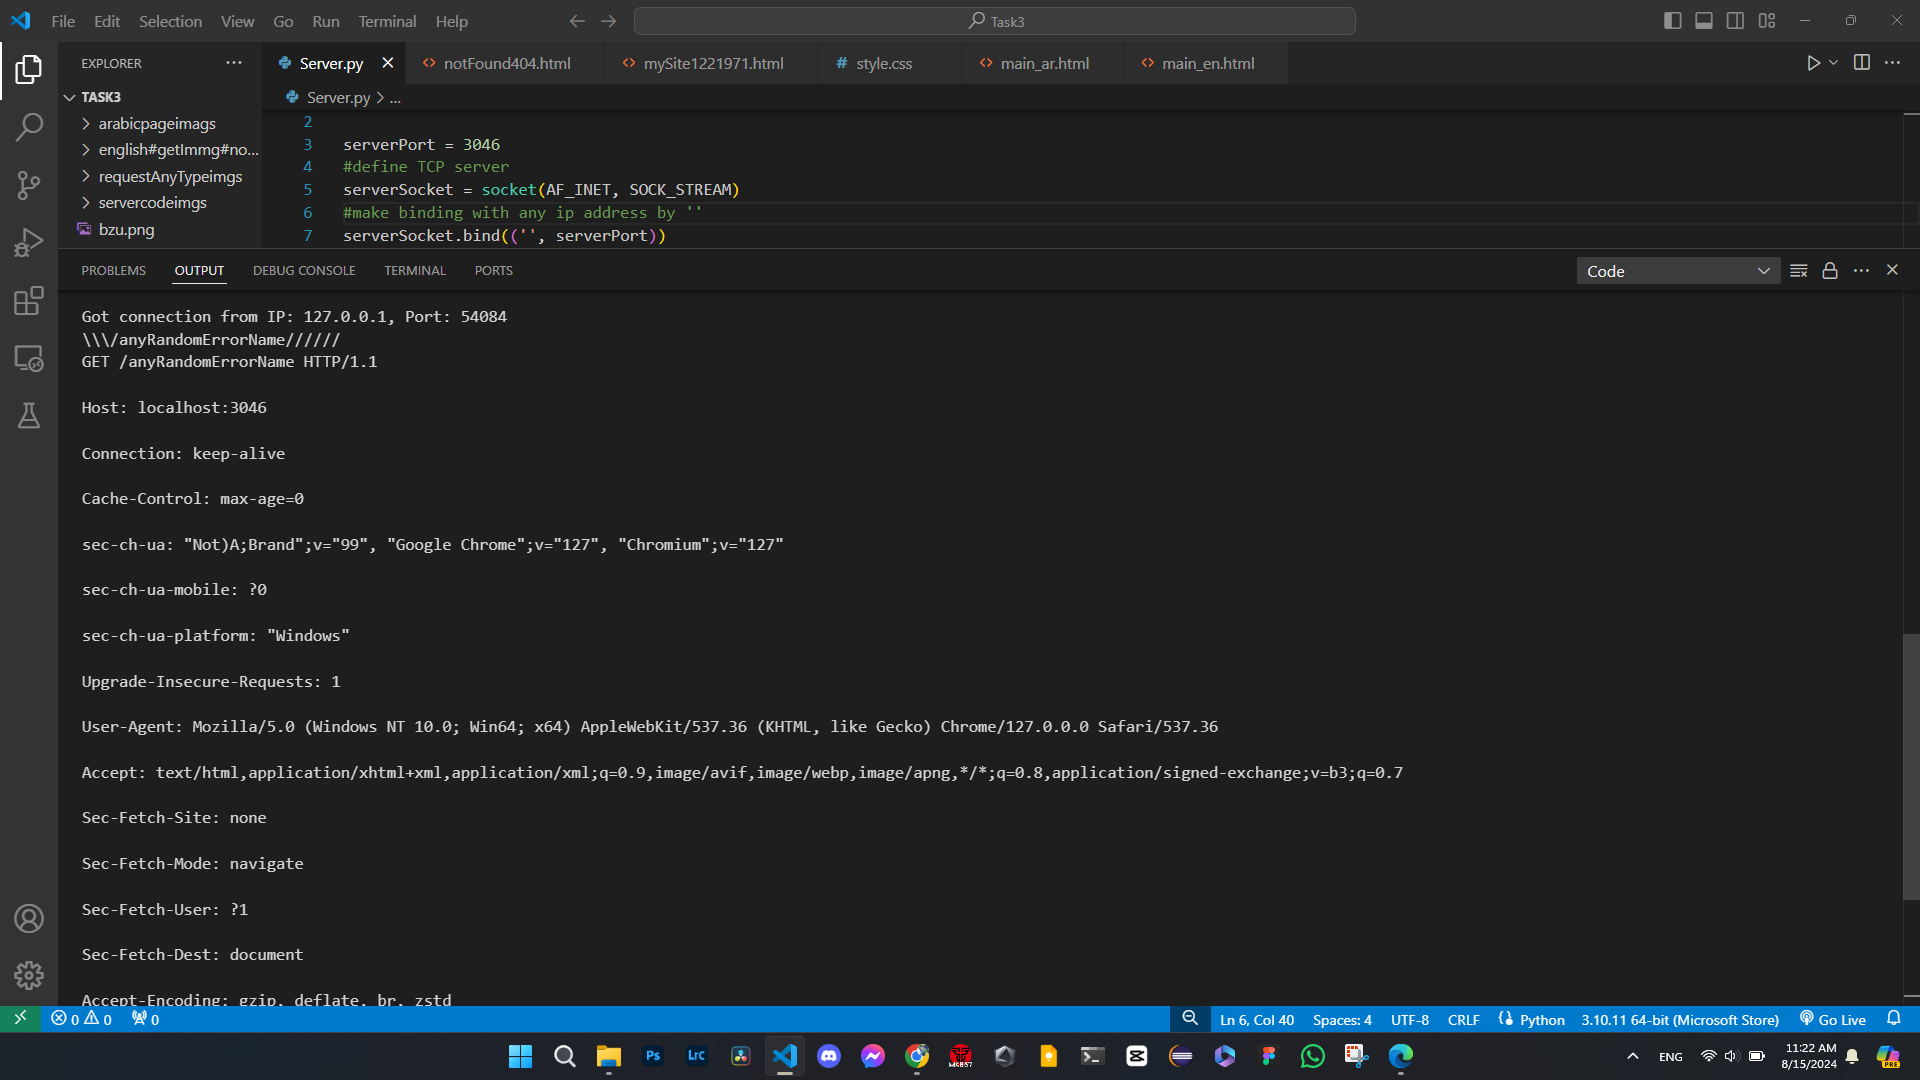 File Edit Selection View Go Run Terminal Help
Task3
EXPLORER
Server.py
notFound404.html
mySite1221971.html
# style.css
main_ar.html
main_en.html
TASK3
arabicpageimags
english#getImmg#no...
requestAnyTypeimgs
servercodeimgs
bzu.png
Server.py > ...
2
3 serverPort = 3046
4 #define TCP server
5 serverSocket = socket(AF_INET, SOCK_STREAM)
6 #make binding with any ip address by ''
7 serverSocket.bind(('', serverPort))
PROBLEMS OUTPUT DEBUG CONSOLE TERMINAL PORTS
Code
Got connection from IP: 127.0.0.1, Port: 54084
\\\/anyRandomErrorName//////
GET /anyRandomErrorName HTTP/1.1
Host: localhost:3046
Connection: keep-alive
Cache-Control: max-age=0
sec-ch-ua: "Not)A;Brand";v="99", "Google Chrome";v="127", "Chromium";v="127"
sec-ch-ua-mobile: ?0
sec-ch-ua-platform: "Windows"
Upgrade-Insecure-Requests: 1
User-Agent: Mozilla/5.0 (Windows NT 10.0; Win64; x64) AppleWebKit/537.36 (KHTML, like Gecko) Chrome/127.0.0.0 Safari/537.36
Accept: text/html,application/xhtml+xml,application/xml;q=0.9,image/avif,image/webp,image/apng,*/*;q=0.8,application/signed-exchange;v=b3;q=0.7
Sec-Fetch-Site: none
Sec-Fetch-Mode: navigate
Sec-Fetch-User: ?1
Sec-Fetch-Dest: document
Accept-Encoding: gzip, deflate, br, zstd
0 0 0
Ln 6, Col 40 Spaces: 4 UTF-8 CRLF Python 3.10.11 64-bit (Microsoft Store) Go Live
Ps
Lrc
ENG
11:22 AM
8/15/2024
PRE